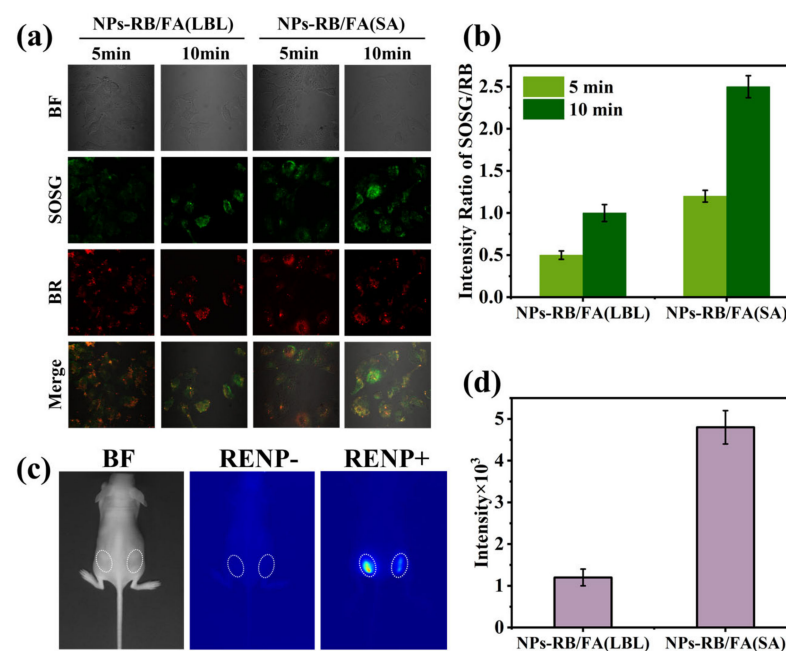 (a)
NPs-RB/FA(LBL) NPs-RB/FA(SA)
5min 10min 5min 10min
BF
SOSG
BR
Merge
(b)
Intensity Ratio of SOSG/RB
2.5
2.0
1.5
1.0
0.5
0.0
5 min
10 min
NPs-RB/FA(LBL) NPs-RB/FA(SA)
(c)
BF RENP- RENP+
(d)
Intensity×10³
5
4
3
2
1
0
NPs-RB/FA(LBL) NPs-RB/FA(SA)